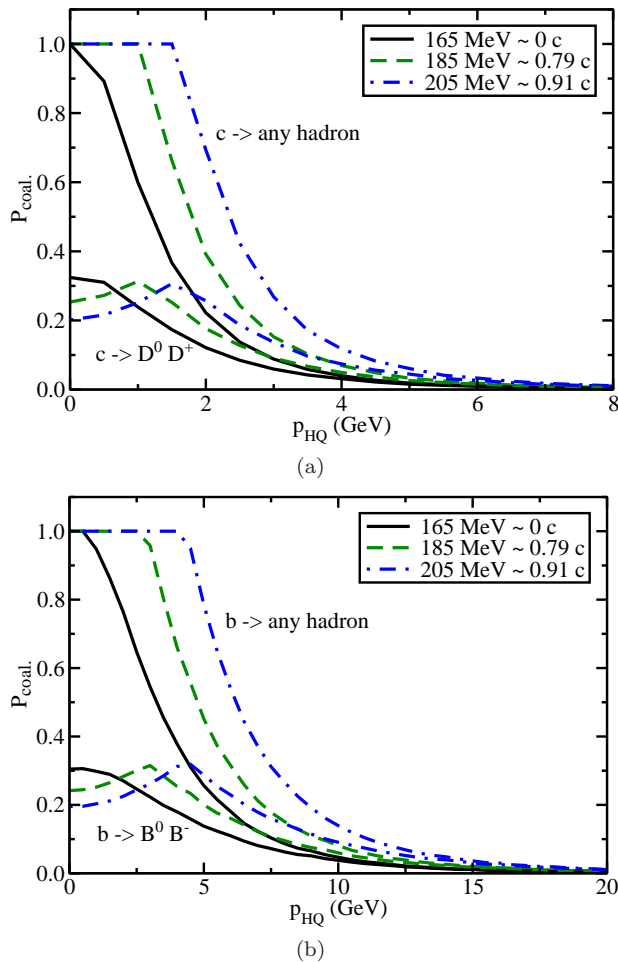 1.0
0.8
0.6
0.4
0.2
0.0
P_coal.
165 MeV ~ 0 c
185 MeV ~ 0.79 c
205 MeV ~ 0.91 c
c -> any hadron
c -> D⁰ D⁺
0 2 4 6 8
p_HQ (GeV)
(a)
1.0
0.8
0.6
0.4
0.2
0.0
P_coal.
165 MeV ~ 0 c
185 MeV ~ 0.79 c
205 MeV ~ 0.91 c
b -> any hadron
b -> B⁰ B⁻
0 5 10 15 20
p_HQ (GeV)
(b)